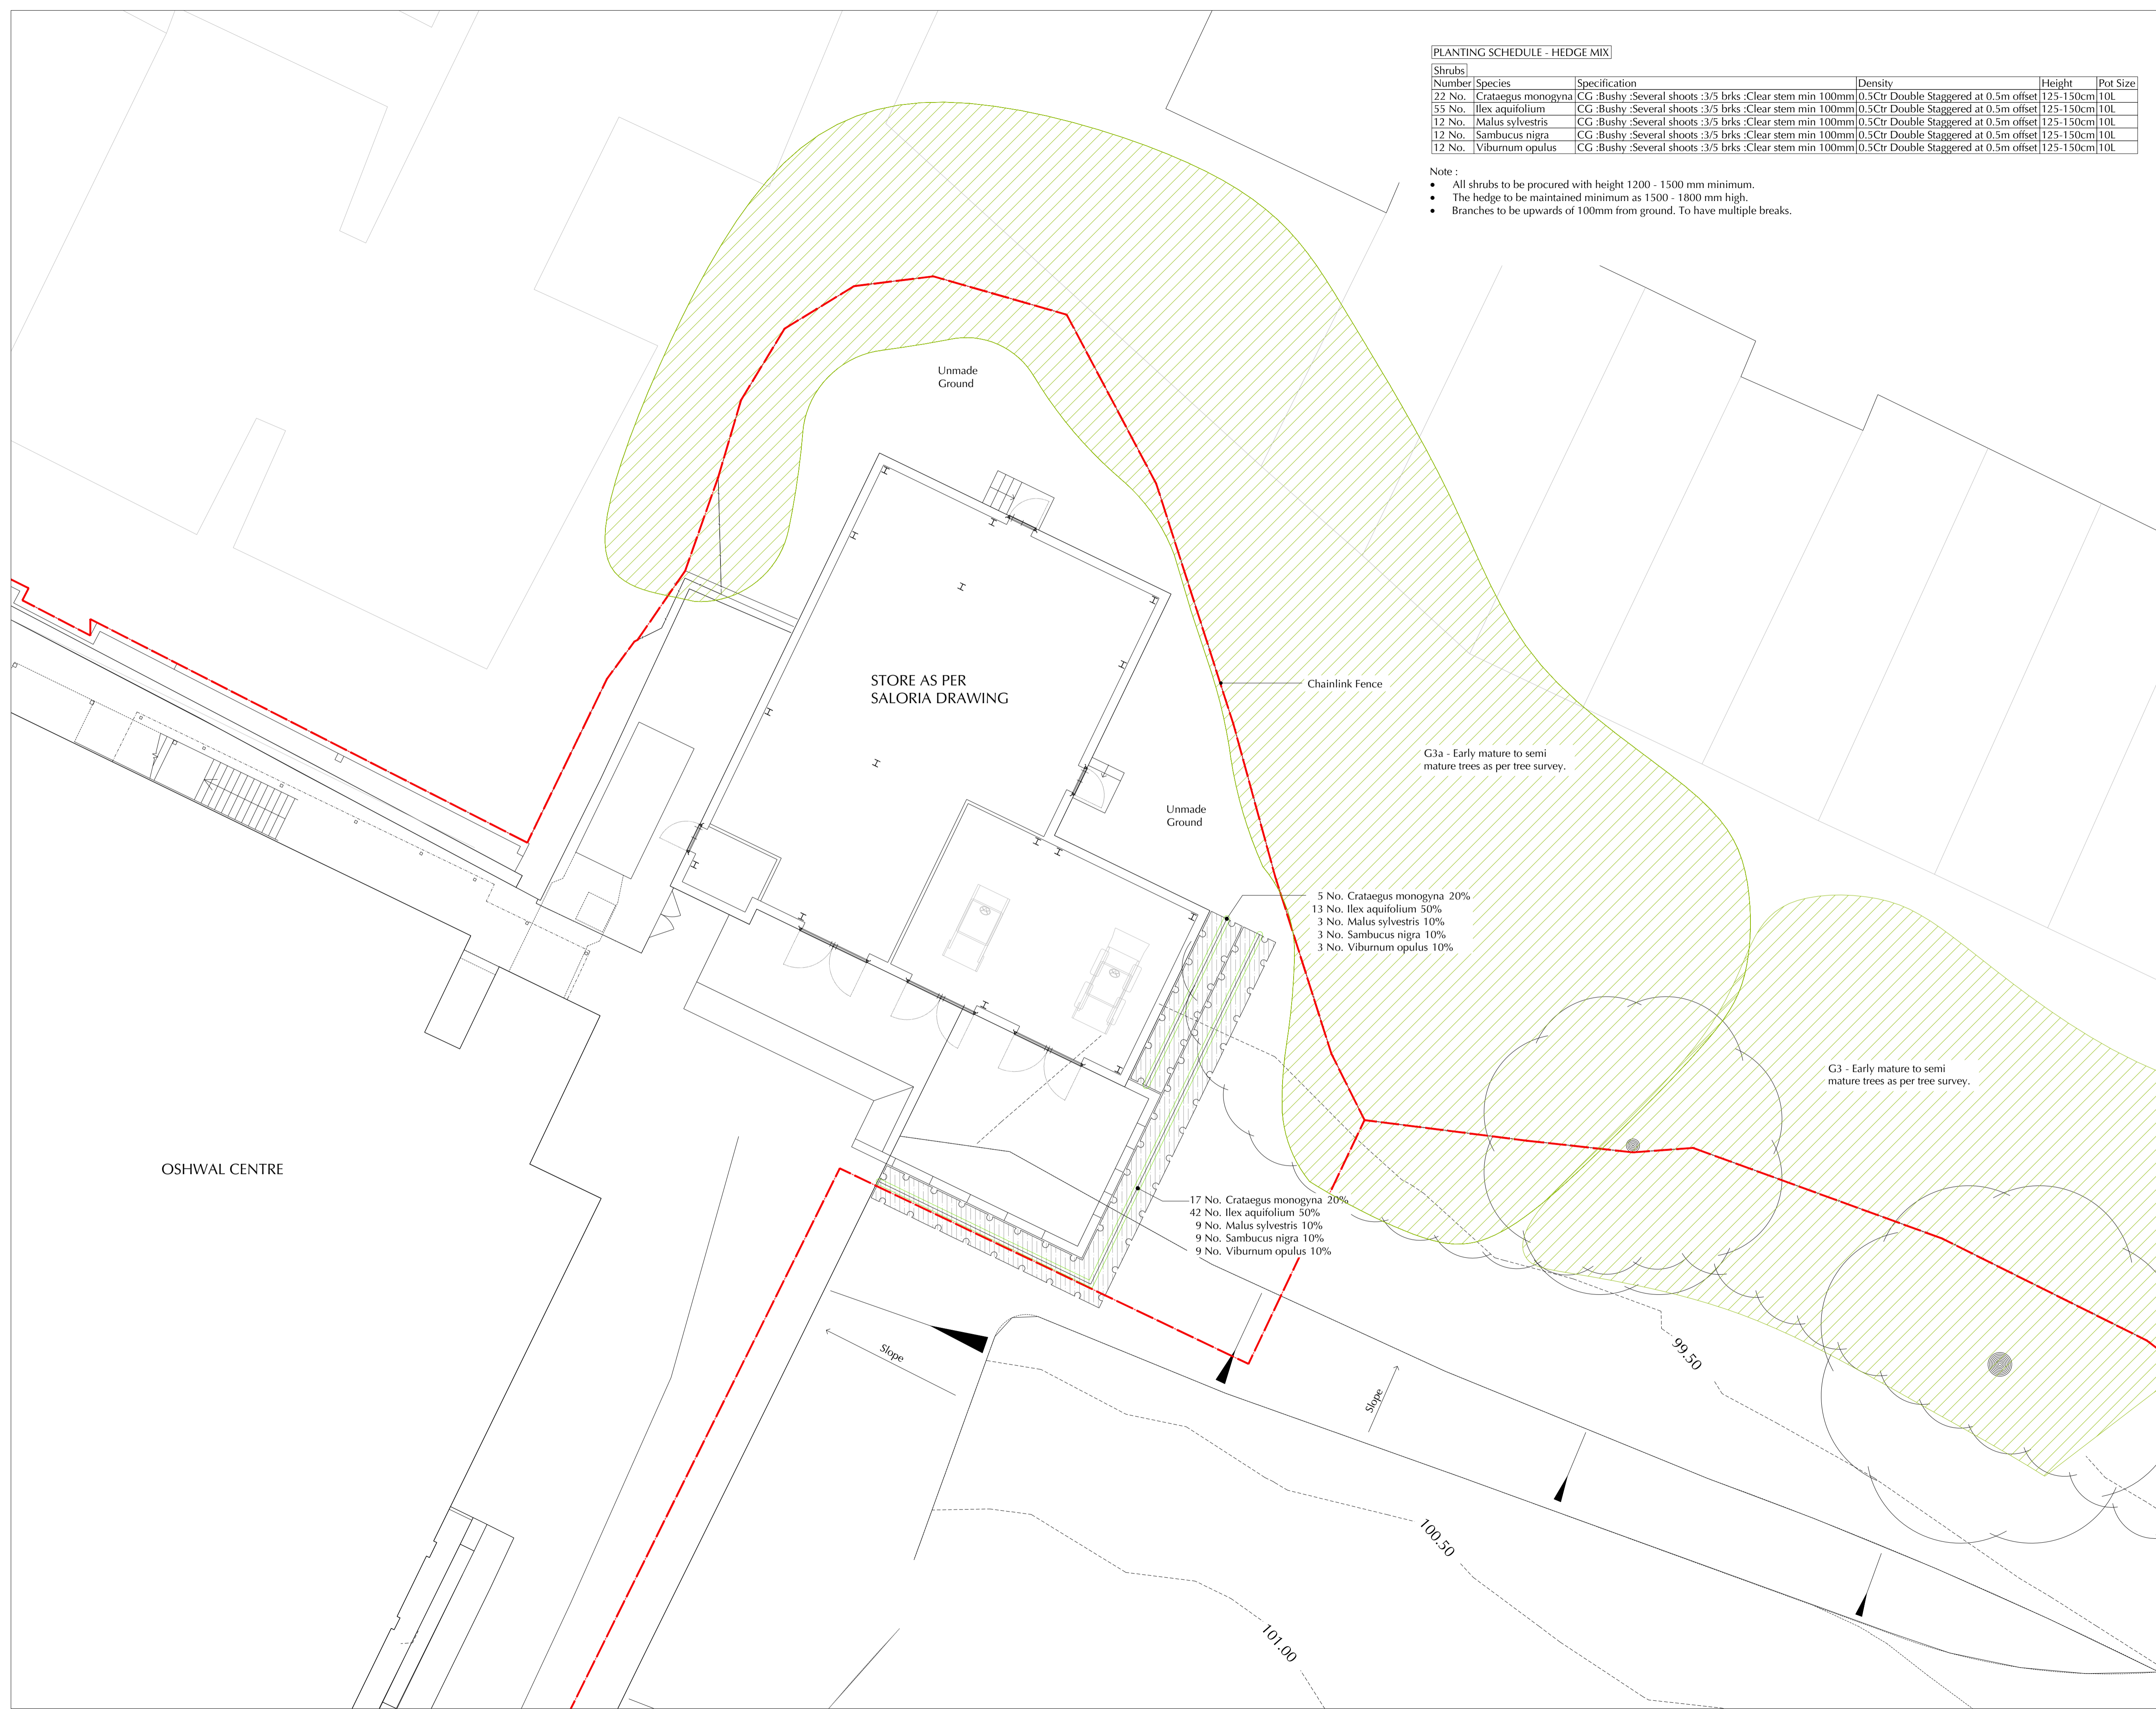 PLANTING SCHEDULE - HEDGE MIX
Shrubs
Number Species Specification Density Height Pot Size
22 No. Crataegus monogyna CG :Bushy :Several shoots :3/5 brks :Clear stem min 100mm 0.5Ctr Double Staggered at 0.5m offset 125-150cm 10L
55 No. Ilex aquifolium CG :Bushy :Several shoots :3/5 brks :Clear stem min 100mm 0.5Ctr Double Staggered at 0.5m offset 125-150cm 10L
12 No. Malus sylvestris CG :Bushy :Several shoots :3/5 brks :Clear stem min 100mm 0.5Ctr Double Staggered at 0.5m offset 125-150cm 10L
12 No. Sambucus nigra CG :Bushy :Several shoots :3/5 brks :Clear stem min 100mm 0.5Ctr Double Staggered at 0.5m offset 125-150cm 10L
12 No. Viburnum opulus CG :Bushy :Several shoots :3/5 brks :Clear stem min 100mm 0.5Ctr Double Staggered at 0.5m offset 125-150cm 10L
Note :
• All shrubs to be procured with height 1200 - 1500 mm minimum.
• The hedge to be maintained minimum as 1500 - 1800 mm high.
• Branches to be upwards of 100mm from ground. To have multiple breaks.
Unmade
Ground
STORE AS PER
SALORIA DRAWING
Chainlink Fence
G3a - Early mature to semi
mature trees as per tree survey.
Unmade
Ground
5 No. Crataegus monogyna 20%
13 No. Ilex aquifolium 50%
3 No. Malus sylvestris 10%
3 No. Sambucus nigra 10%
3 No. Viburnum opulus 10%
G3 - Early mature to semi
mature trees as per tree survey.
OSHWAL CENTRE
17 No. Crataegus monogyna 20%
42 No. Ilex aquifolium 50%
9 No. Malus sylvestris 10%
9 No. Sambucus nigra 10%
9 No. Viburnum opulus 10%
Slope
99.50
Slope
100.50
101.00